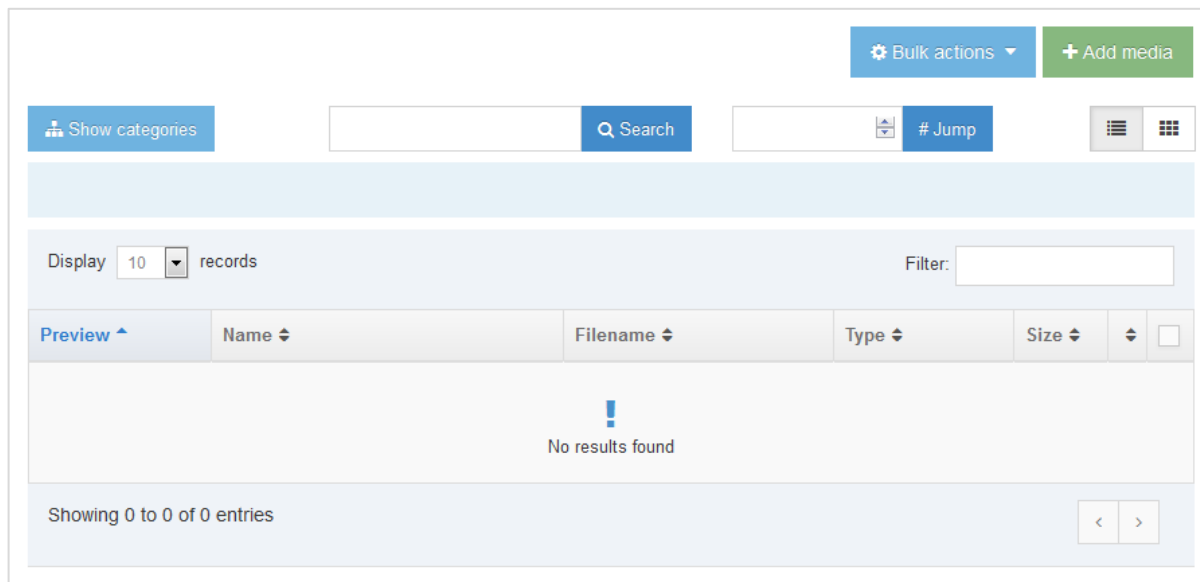 Bulk actions
Add media
Show categories
Search
# Jump
Display 10 records
Filter:
Preview Name Filename Type Size
No results found
Showing 0 to 0 of 0 entries